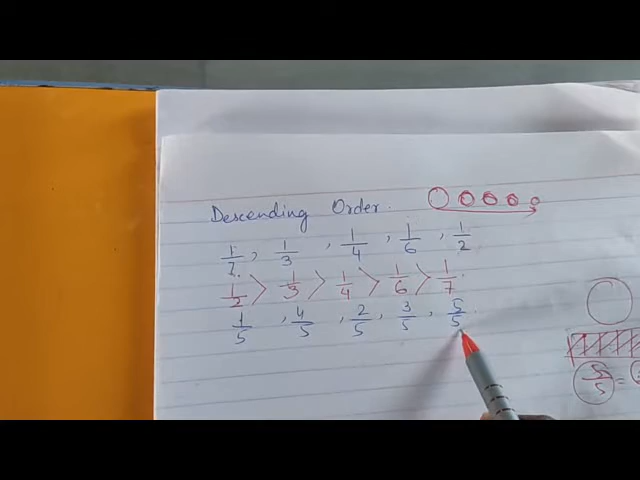 Descending Order.
1/7, 1/3, 1/4, 1/6, 1/2
1/2 > 1/3 > 1/4 > 1/6 > 1/7.
1/5, 4/5, 2/5, 3/5, 5/5.
5/5 =